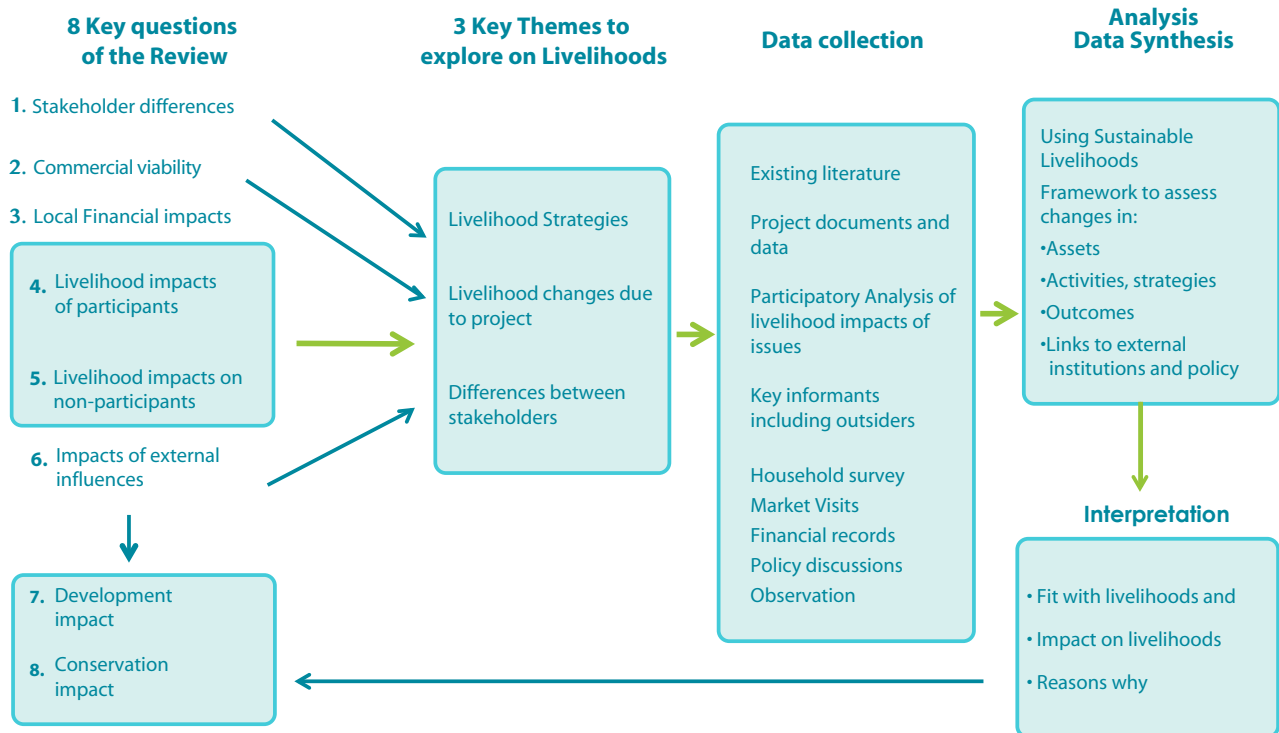 8 Key questions
of the Review
1. Stakeholder differences
2. Commercial viability
3. Local Financial impacts
4. Livelihood impacts
of participants
5. Livelihood impacts on
non-participants
6. Impacts of external
influences
7. Development
impact
8. Conservation
impact
3 Key Themes to
explore on Livelihoods
Livelihood Strategies
Livelihood changes due
to project
Differences between
stakeholders
Data collection
Existing literature
Project documents and
data
Participatory Analysis of
livelihood impacts of
issues
Key informants
including outsiders
Household survey
Market Visits
Financial records
Policy discussions
Observation
Analysis
Data Synthesis
Using Sustainable
Livelihoods
Framework to assess
changes in:
•Assets
•Activities, strategies
•Outcomes
•Links to external
institutions and policy
Interpretation
• Fit with livelihoods and
• Impact on livelihoods
• Reasons why